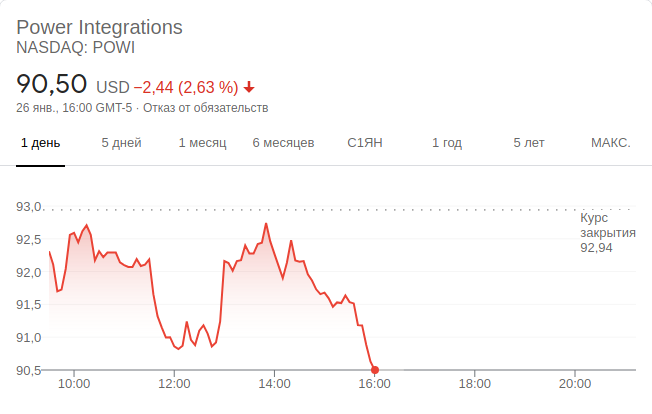 Power Integrations
NASDAQ: POWI
90,50 USD −2,44 (2,63 %)
26 янв., 16:00 GMT-5 · Отказ от обязательств
1 день 5 дней 1 месяц 6 месяцев С1ЯН 1 год 5 лет МАКС.
93,0
Курс
закрытия
92,94
92,5
92,0
91,5
91,0
90,5
10:00 12:00 14:00 16:00 18:00 20:00